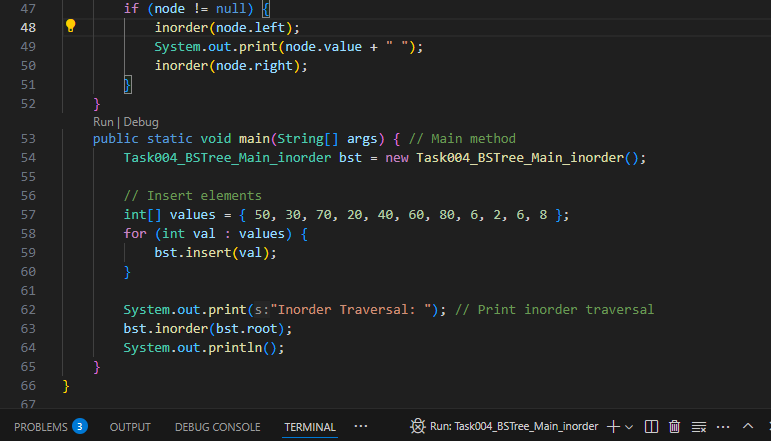 47 if (node != null) {
48 inorder(node.left);
49 System.out.print(node.value + " ");
50 inorder(node.right);
51 }
52 }
Run | Debug
53 public static void main(String[] args) { // Main method
54 Task004_BSTree_Main_inorder bst = new Task004_BSTree_Main_inorder();
55
56 // Insert elements
57 int[] values = { 50, 30, 70, 20, 40, 60, 80, 6, 2, 6, 8 };
58 for (int val : values) {
59 bst.insert(val);
60 }
61
62 System.out.print(s:"Inorder Traversal: "); // Print inorder traversal
63 bst.inorder(bst.root);
64 System.out.println();
65 }
66 }
67
PROBLEMS 3 OUTPUT DEBUG CONSOLE TERMINAL ··· Run: Task004_BSTree_Main_inorder